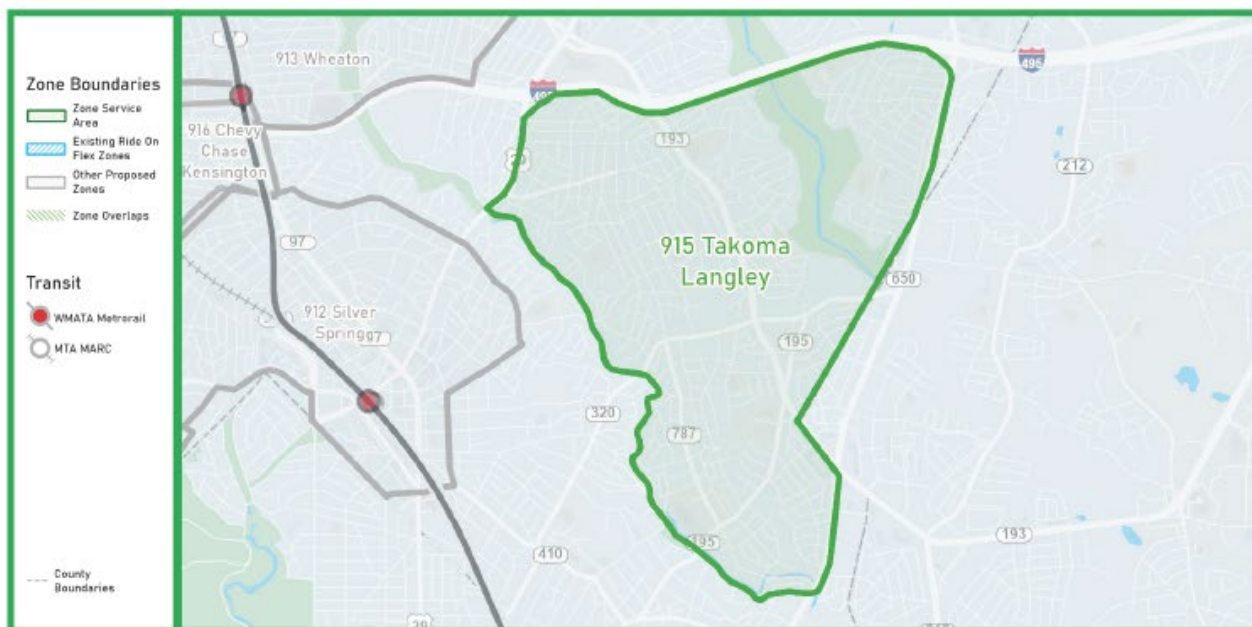 Zone Boundaries
Zone Service
Area
Existing Ride On
Flex Zones
Other Proposed
Zones
Zone Overlaps
Transit
WMATA Metrorail
MTA MARC
County
Boundaries
913 Wheaton
495
916 Chevy
Chase
Kensington
193
212
97
915 Takoma
Langley
650
912 Silver
Spring
97
195
320
787
195
410
193
29